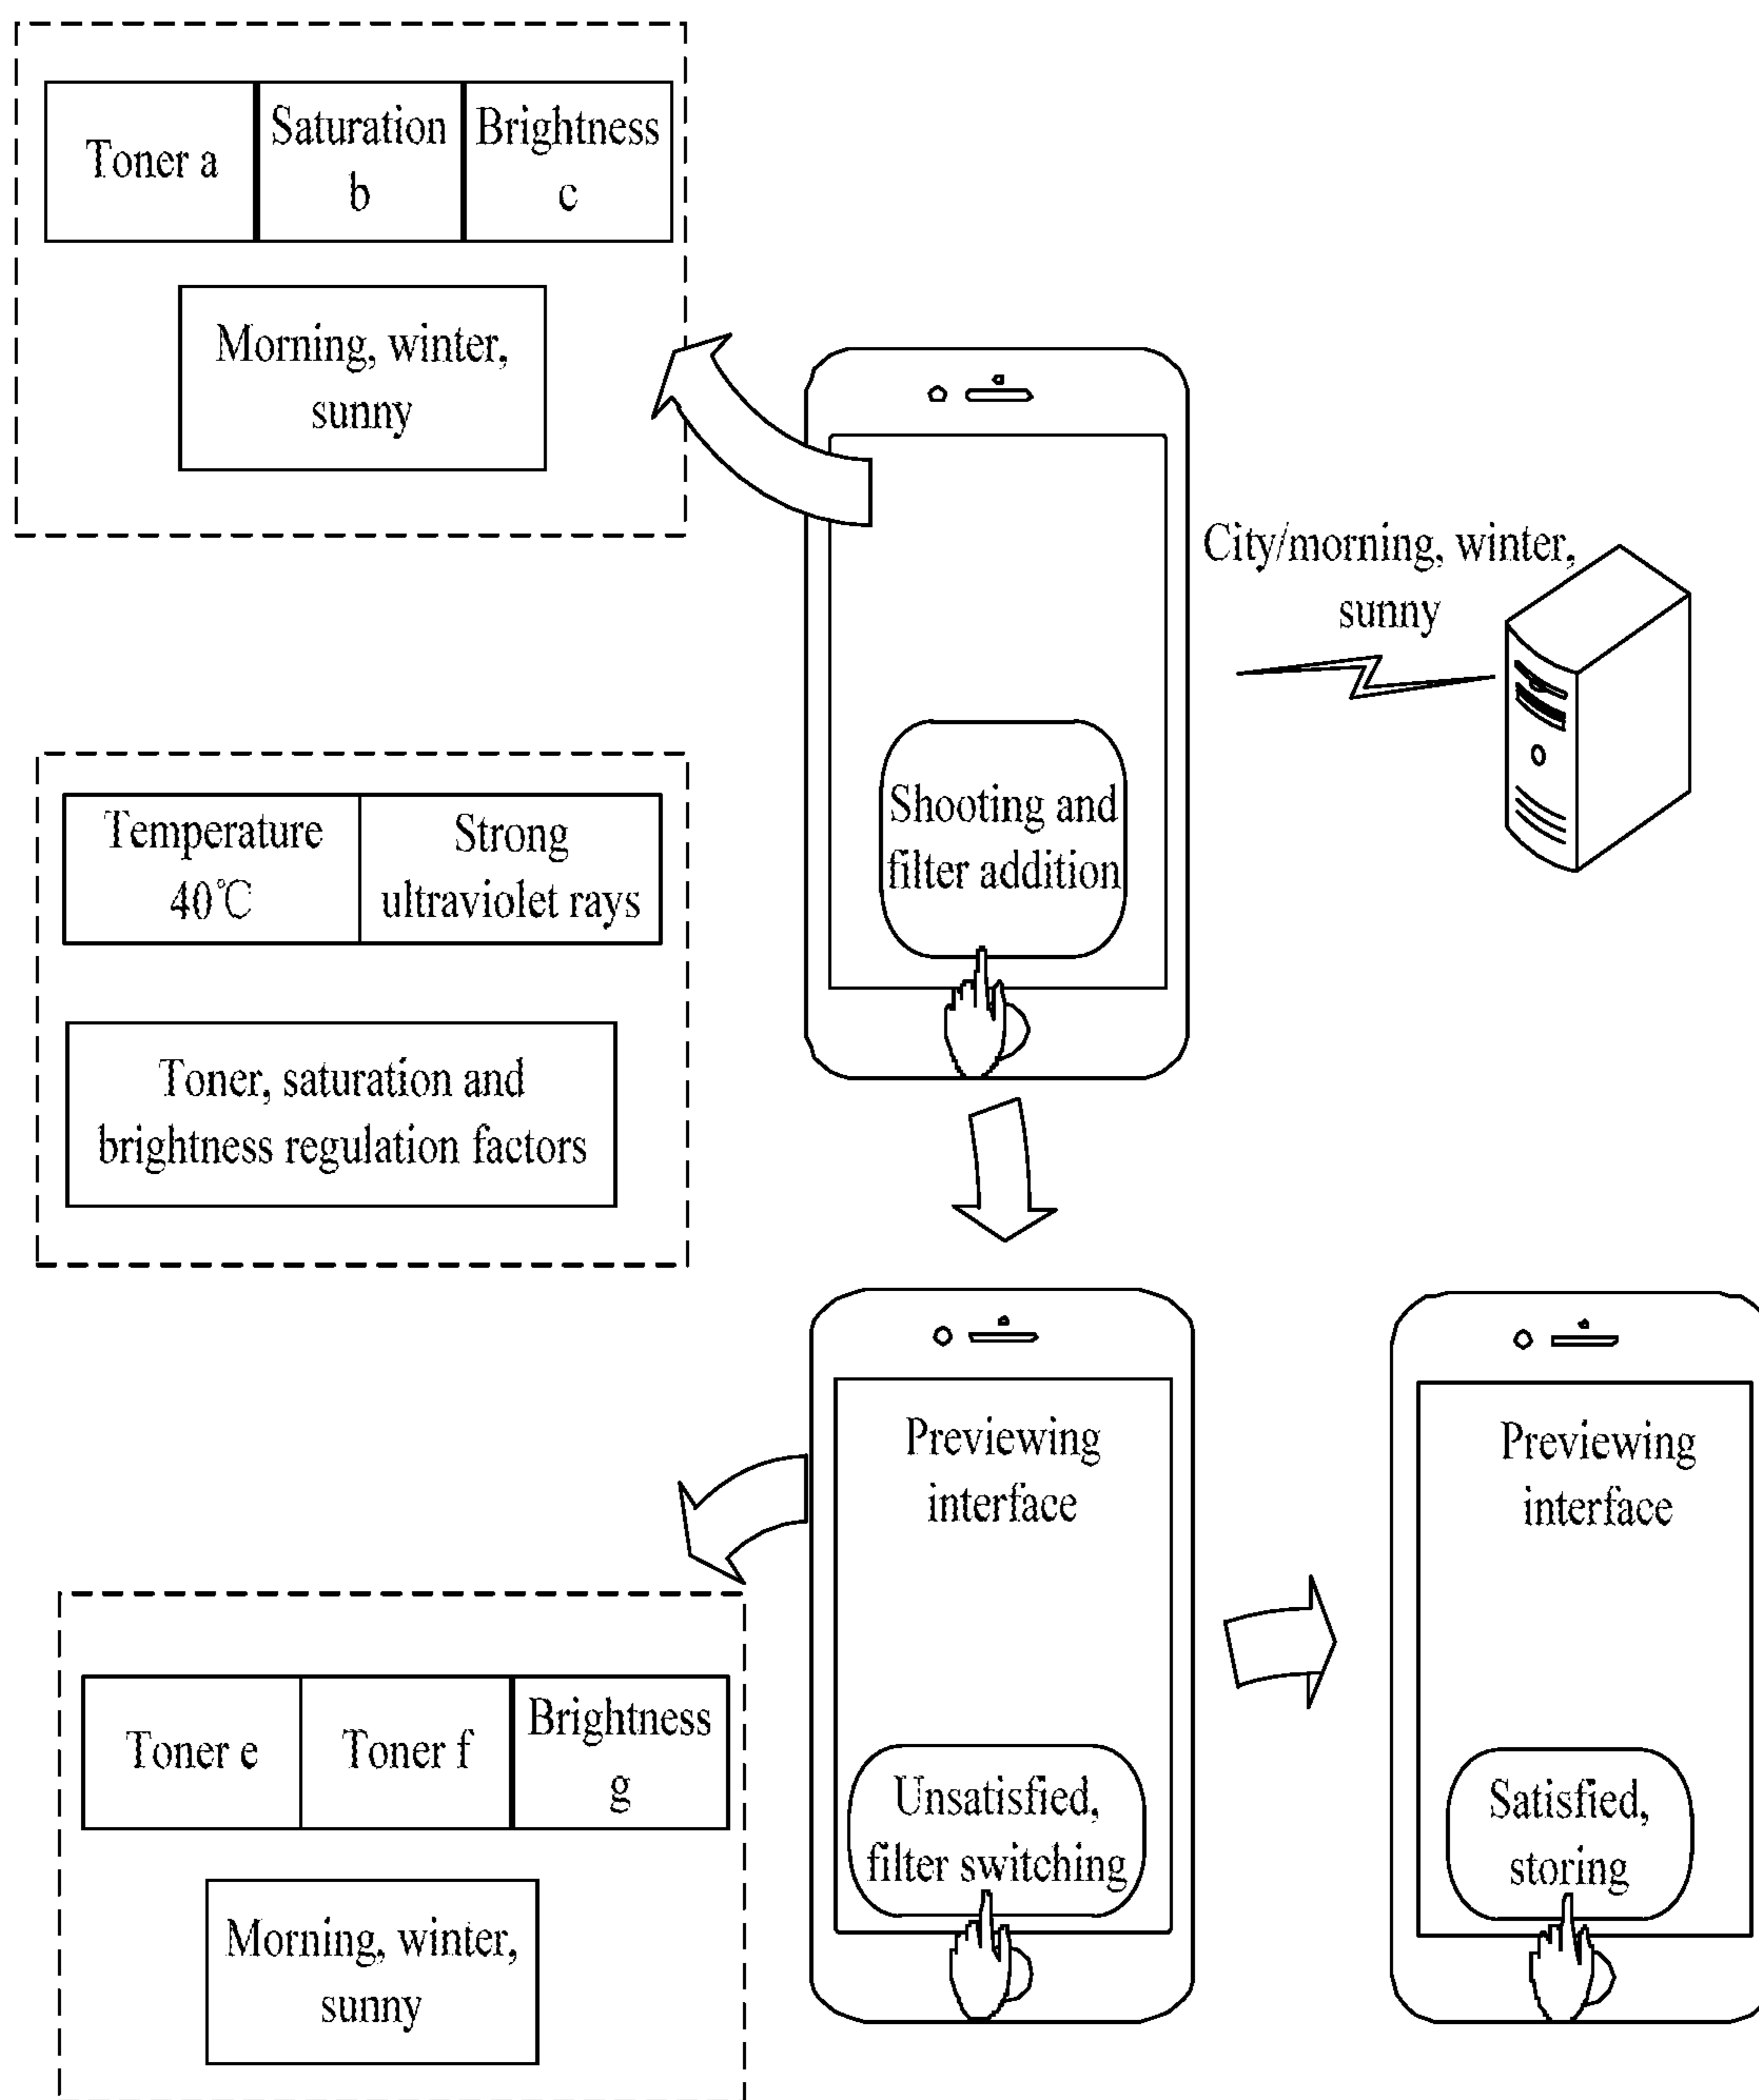 Toner a
Saturation
b
Brightness
c
Morning, winter,
sunny
City/morning, winter,
sunny
Shooting and
filter addition
Temperature
40℃
Strong
ultraviolet rays
Toner, saturation and
brightness regulation factors
Previewing
interface
Unsatisfied,
filter switching
Previewing
interface
Satisfied,
storing
Toner e
Toner f
Brightness
g
Morning, winter,
sunny